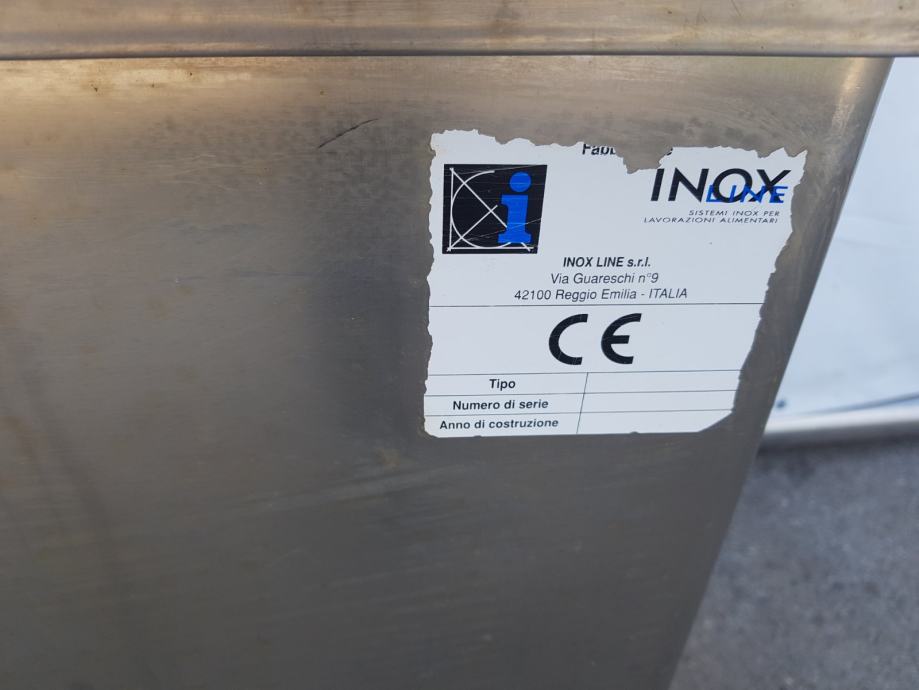 INOX
LINE
SISTEMI INOX PER
LAVORAZIONI ALIMENTARI
i
INOX LINE s.r.l.
Via Guareschi n°9
42100 Reggio Emilia - ITALIA
CE
Tipo
Numero di serie
Anno di costruzione